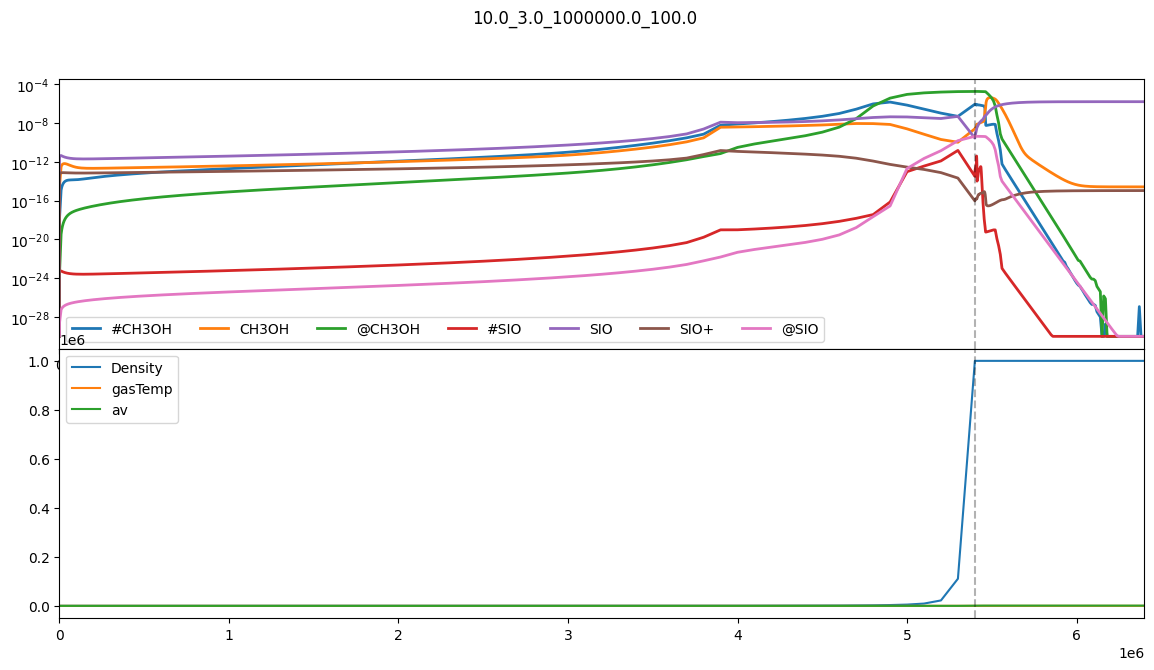 10.0_3.0_1000000.0_100.0
10⁻⁴
10⁻⁸
10⁻¹²
10⁻¹⁶
10⁻²⁰
10⁻²⁴
10⁻²⁸
#CH3OH CH3OH @CH3OH #SIO SIO SIO+ @SIO
1e6
1.0
0.8
0.6
0.4
0.2
0.0
Density
gasTemp
av
0 1 2 3 4 5 6
1e6